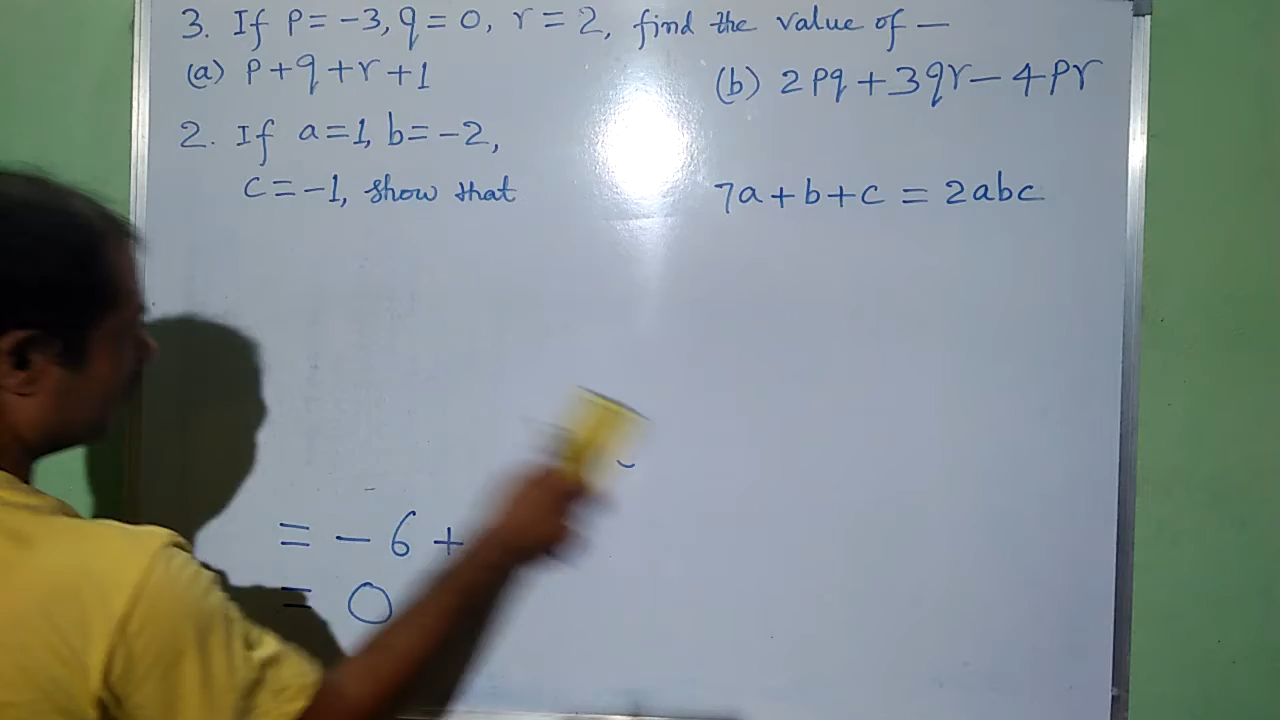 3. If p = -3, q = 0, r = 2, find the value of —
(a) p + q + r + 1 (b) 2pq + 3qr - 4pr
2. If a = 1, b = -2,
c = -1, show that 7a + b + c = 2abc
= - 6 +
= 0